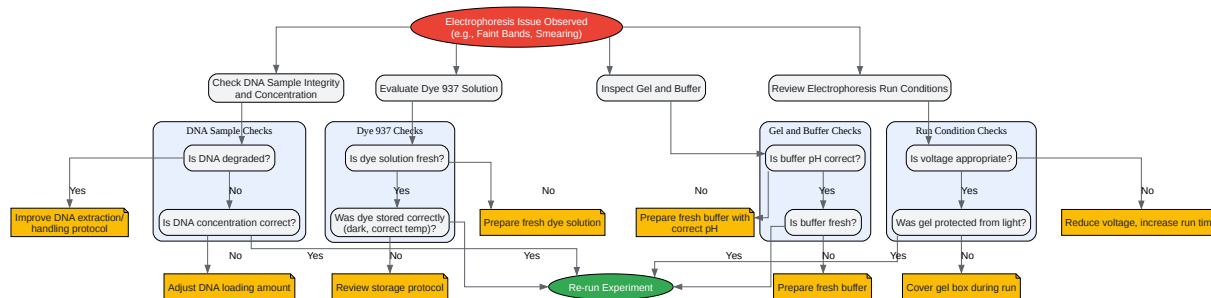 Electrophoresis Issue Observed
(e.g., Faint Bands, Smearing)
Check DNA Sample Integrity
and Concentration
Evaluate Dye 937 Solution
Inspect Gel and Buffer
Review Electrophoresis Run Conditions
DNA Sample Checks
Dye 937 Checks
Gel and Buffer Checks
Run Condition Checks
Is DNA degraded?
Is dye solution fresh?
Is buffer pH correct?
Is voltage appropriate?
Yes
No
Yes
No
No
Yes
Yes
No
Improve DNA extraction/
handling protocol
Is DNA concentration correct?
Was dye stored correctly
(dark, correct temp)?
Prepare fresh dye solution
Prepare fresh buffer with
correct pH
Is buffer fresh?
Was gel protected from light?
Reduce voltage, increase run time
No
Yes
No
Yes
Yes
No
Yes
No
Adjust DNA loading amount
Review storage protocol
Re-run Experiment
Prepare fresh buffer
Cover gel box during run